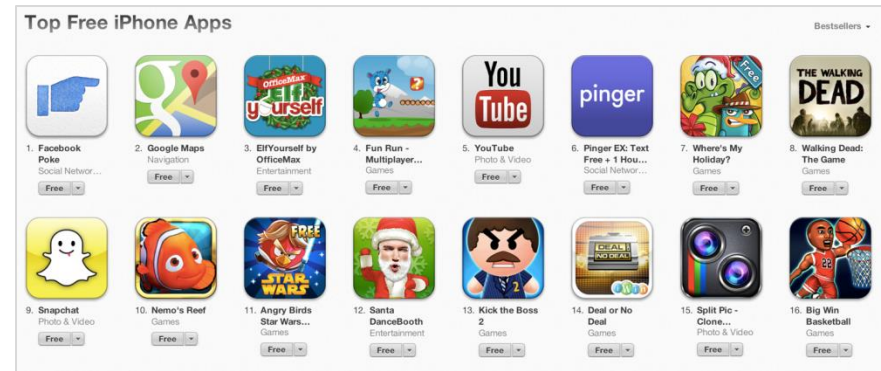 Top Free iPhone Apps
Bestsellers
OfficeMax
Elf
yourself
You
Tube
pinger
Free
THE WALKING
DEAD
1. Facebook Poke
Social Networ...
Free
2. Google Maps
Navigation
Free
3. ElfYourself by OfficeMax
Entertainment
Free
4. Fun Run - Multiplayer...
Games
Free
5. YouTube
Photo & Video
Free
6. Pinger EX: Text Free + 1 Hou...
Social Networ...
Free
7. Where's My Holiday?
Games
Free
8. Walking Dead: The Game
Games
Free
FREE
STAR
WARS
2
DEAL
NO DEAL
22
9. Snapchat
Photo & Video
Free
10. Nemo's Reef
Games
Free
11. Angry Birds Star Wars...
Games
Free
12. Santa DanceBooth
Entertainment
Free
13. Kick the Boss 2
Games
Free
14. Deal or No Deal
Games
Free
15. Split Pic - Clone...
Photo & Video
Free
16. Big Win Basketball
Games
Free